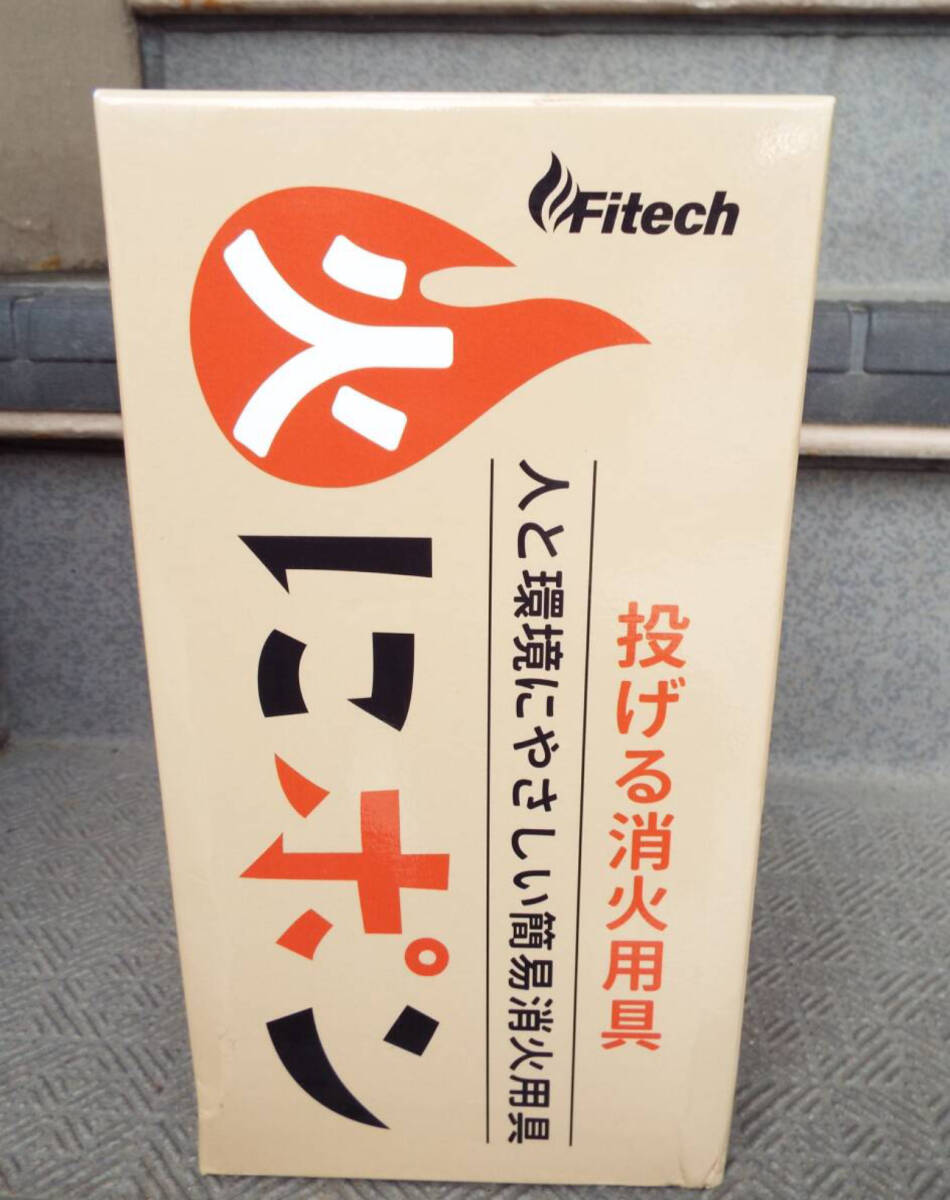 Fitech
投げる消火用具
人と環境にやさしい簡易消火用具
火にポン